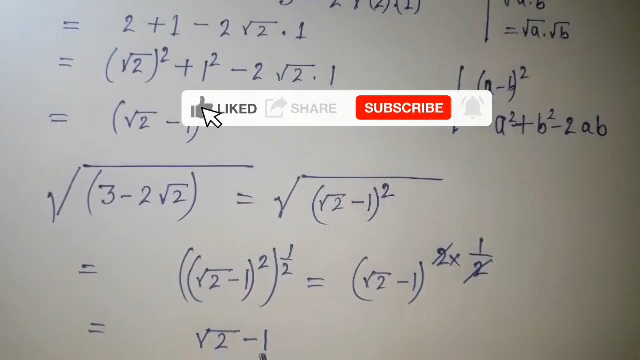 = 2 + 1 − 2 √2 · 1
√a·b
= √a · √b
= (√2)² + 1² − 2 √2 · 1
(a−b)²
= (√2 − 1)
LIKED SHARE SUBSCRIBE
a² + b² − 2ab
√(3 − 2√2) = √(√2 − 1)²
= ((√2 − 1)²)^1/2 = (√2 − 1)^2 × 1/2
= √2 − 1